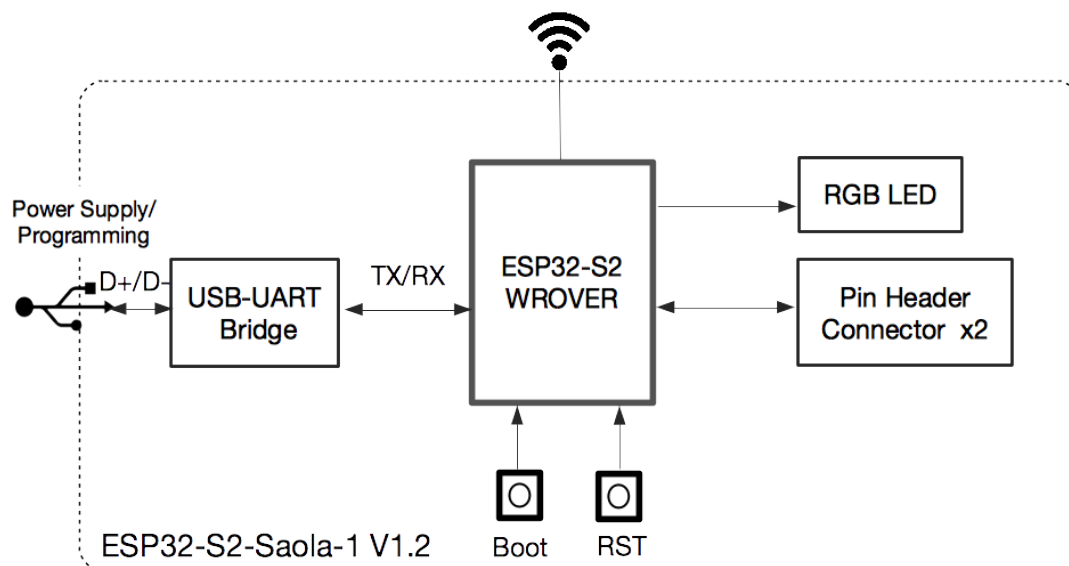 Power Supply/
Programming
D+/D-
USB-UART
Bridge
TX/RX
ESP32-S2
WROVER
RGB LED
Pin Header
Connector x2
Boot
RST
ESP32-S2-Saola-1 V1.2